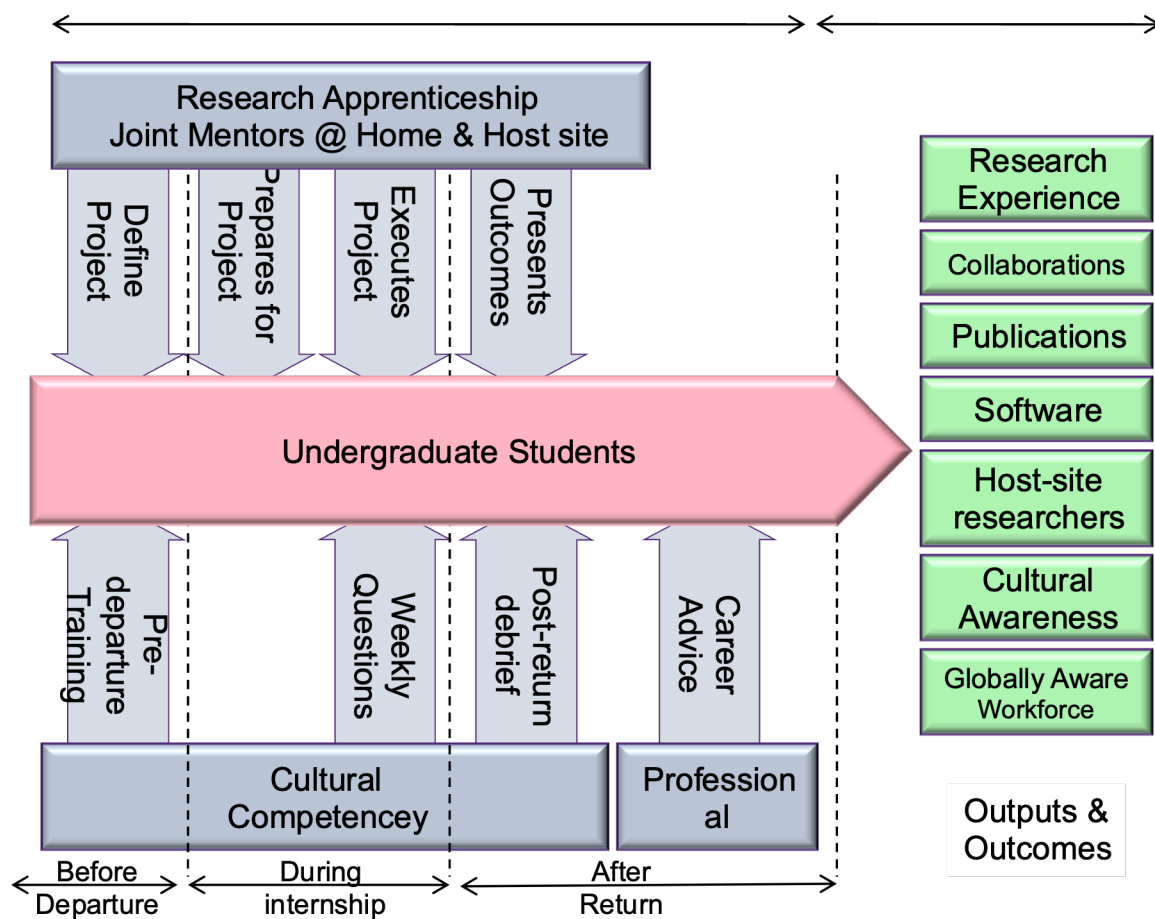 Research Apprenticeship
Joint Mentors @ Home & Host site
Define
Project
Prepares for
Project
Executes
Project
Presents
Outcomes
Undergraduate Students
Pre-
departure
Training
Weekly
Questions
Post-return
debrief
Career
Advice
Cultural
Competencey
Profession
al
Before
Departure
During
internship
After
Return
Research
Experience
Collaborations
Publications
Software
Host-site
researchers
Cultural
Awareness
Globally Aware
Workforce
Outputs &
Outcomes